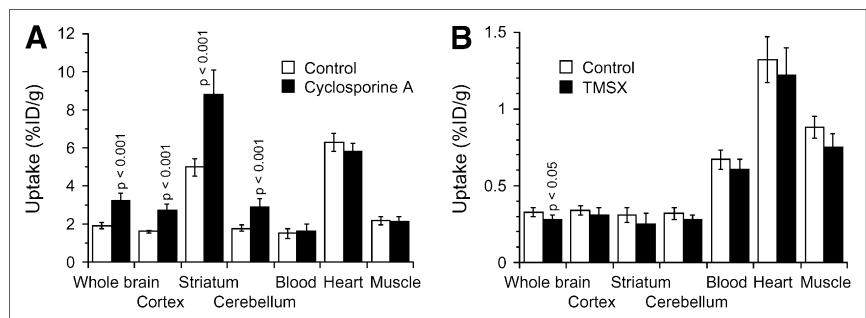 A
Uptake (%ID/g)
12
10
8
6
4
2
0
Control
Cyclosporine A
p < 0.001
p < 0.001
p < 0.001
p < 0.001
Whole brain
Cortex
Striatum
Cerebellum
Blood
Heart
Muscle
B
Uptake (%ID/g)
1.5
1
0.5
0
Control
TMSX
p < 0.05
Whole brain
Cortex
Striatum
Cerebellum
Blood
Heart
Muscle